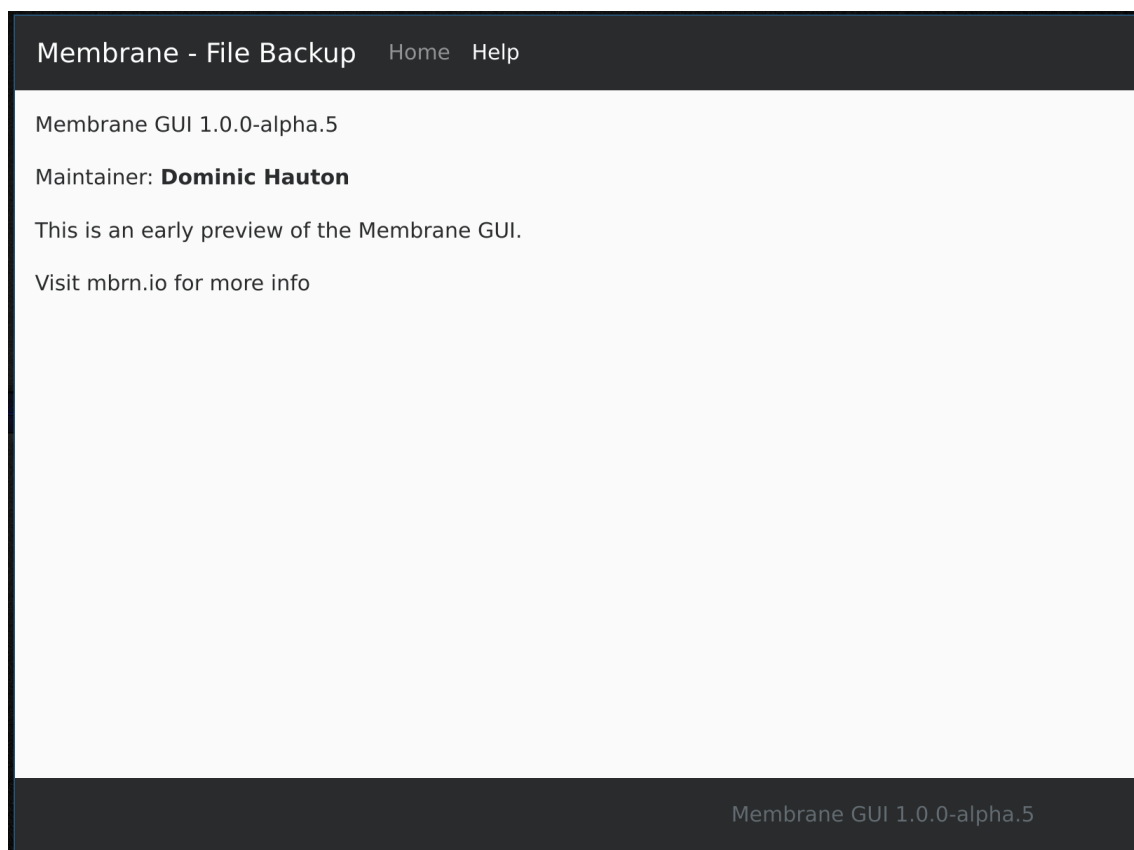 Membrane - File Backup Home Help
Membrane GUI 1.0.0-alpha.5
Maintainer: Dominic Hauton
This is an early preview of the Membrane GUI.
Visit mbrn.io for more info
Membrane GUI 1.0.0-alpha.5